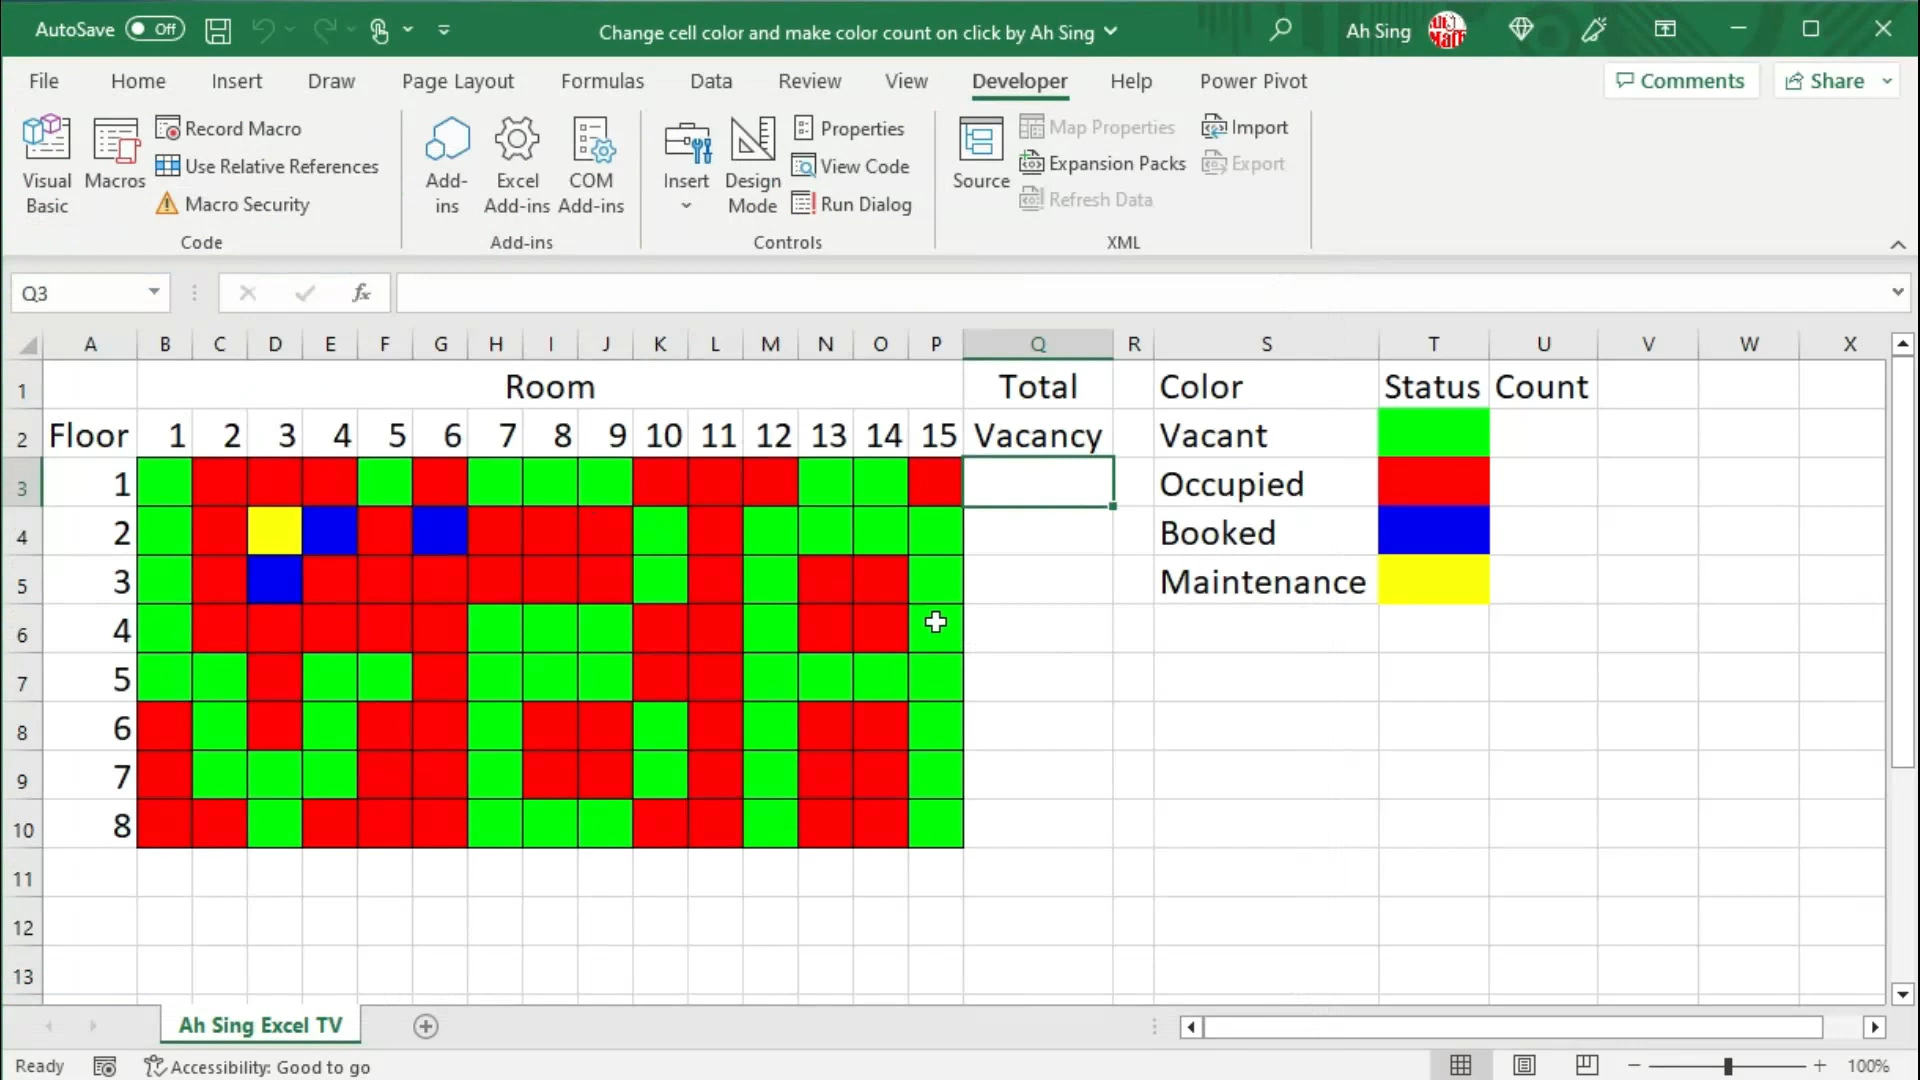 AutoSave Off Change cell color and make color count on click by Ah Sing Ah Sing
File Home Insert Draw Page Layout Formulas Data Review View Developer Help Power Pivot Comments Share
Visual Basic
Macros
Record Macro
Use Relative References
Macro Security
Code
Add-ins
Excel Add-ins
COM Add-ins
Add-ins
Insert
Design Mode
Properties
View Code
Run Dialog
Controls
Source
Map Properties
Expansion Packs
Refresh Data
Import
Export
XML
Q3 fx
A B C D E F G H I J K L M N O P Q R S T U V W X
1 Room Total Color Status Count
2 Floor 1 2 3 4 5 6 7 8 9 10 11 12 13 14 15 Vacancy Vacant
3 1 Occupied
4 2 Booked
5 3 Maintenance
6 4
7 5
8 6
9 7
10 8
11
12
13
Ah Sing Excel TV
Ready Accessibility: Good to go 100%